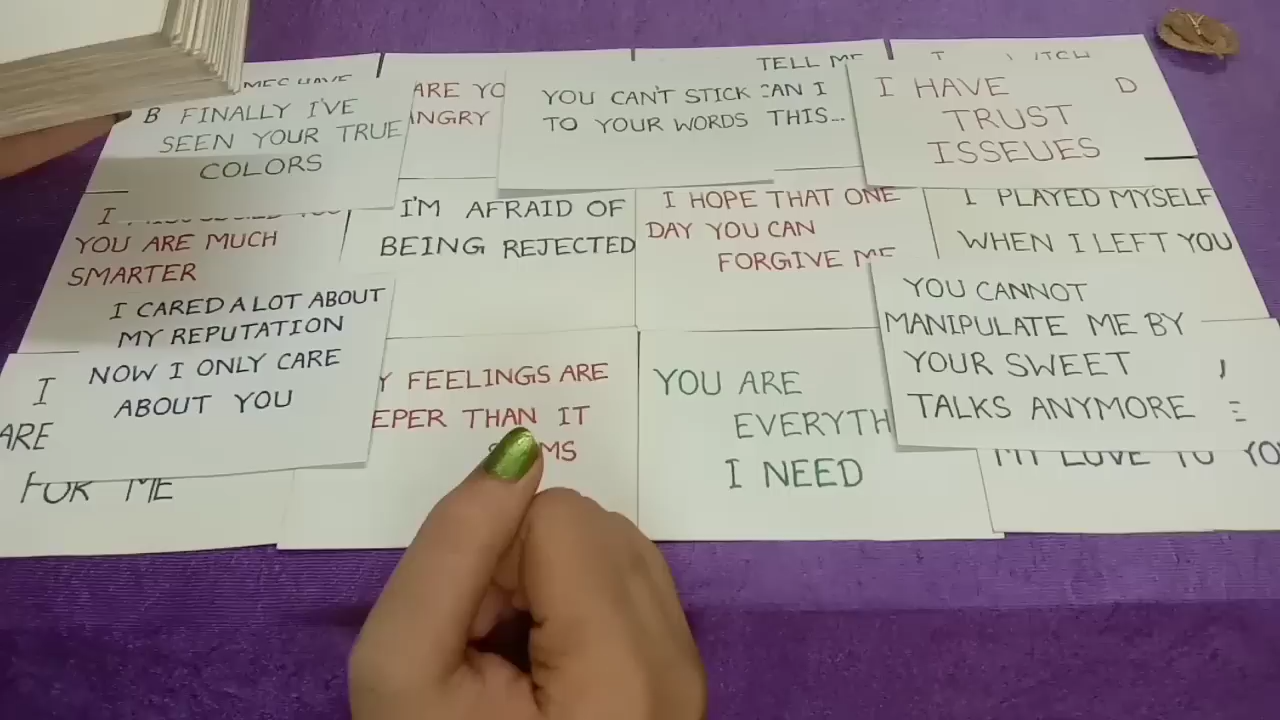 FINALLY I'VE
SEEN YOUR TRUE
COLORS
ARE
YOU CAN'T STICK
TO YOUR WORDS
TELL ME
CAN I
THIS...
I HAVE
TRUST
ISSEUES
I
YOU ARE MUCH
SMARTER
I'M AFRAID OF
BEING REJECTED
I HOPE THAT ONE
DAY YOU CAN
FORGIVE ME
I PLAYED MYSELF
WHEN I LEFT YOU
I CARED A LOT ABOUT
MY REPUTATION
NOW I ONLY CARE
ABOUT YOU
I
ARE
FOR ME
FEELINGS ARE
THAN IT
YOU ARE
EVERYTH
I NEED
YOU CANNOT
MANIPULATE ME BY
YOUR SWEET
TALKS ANYMORE
MY LOVE TO YO